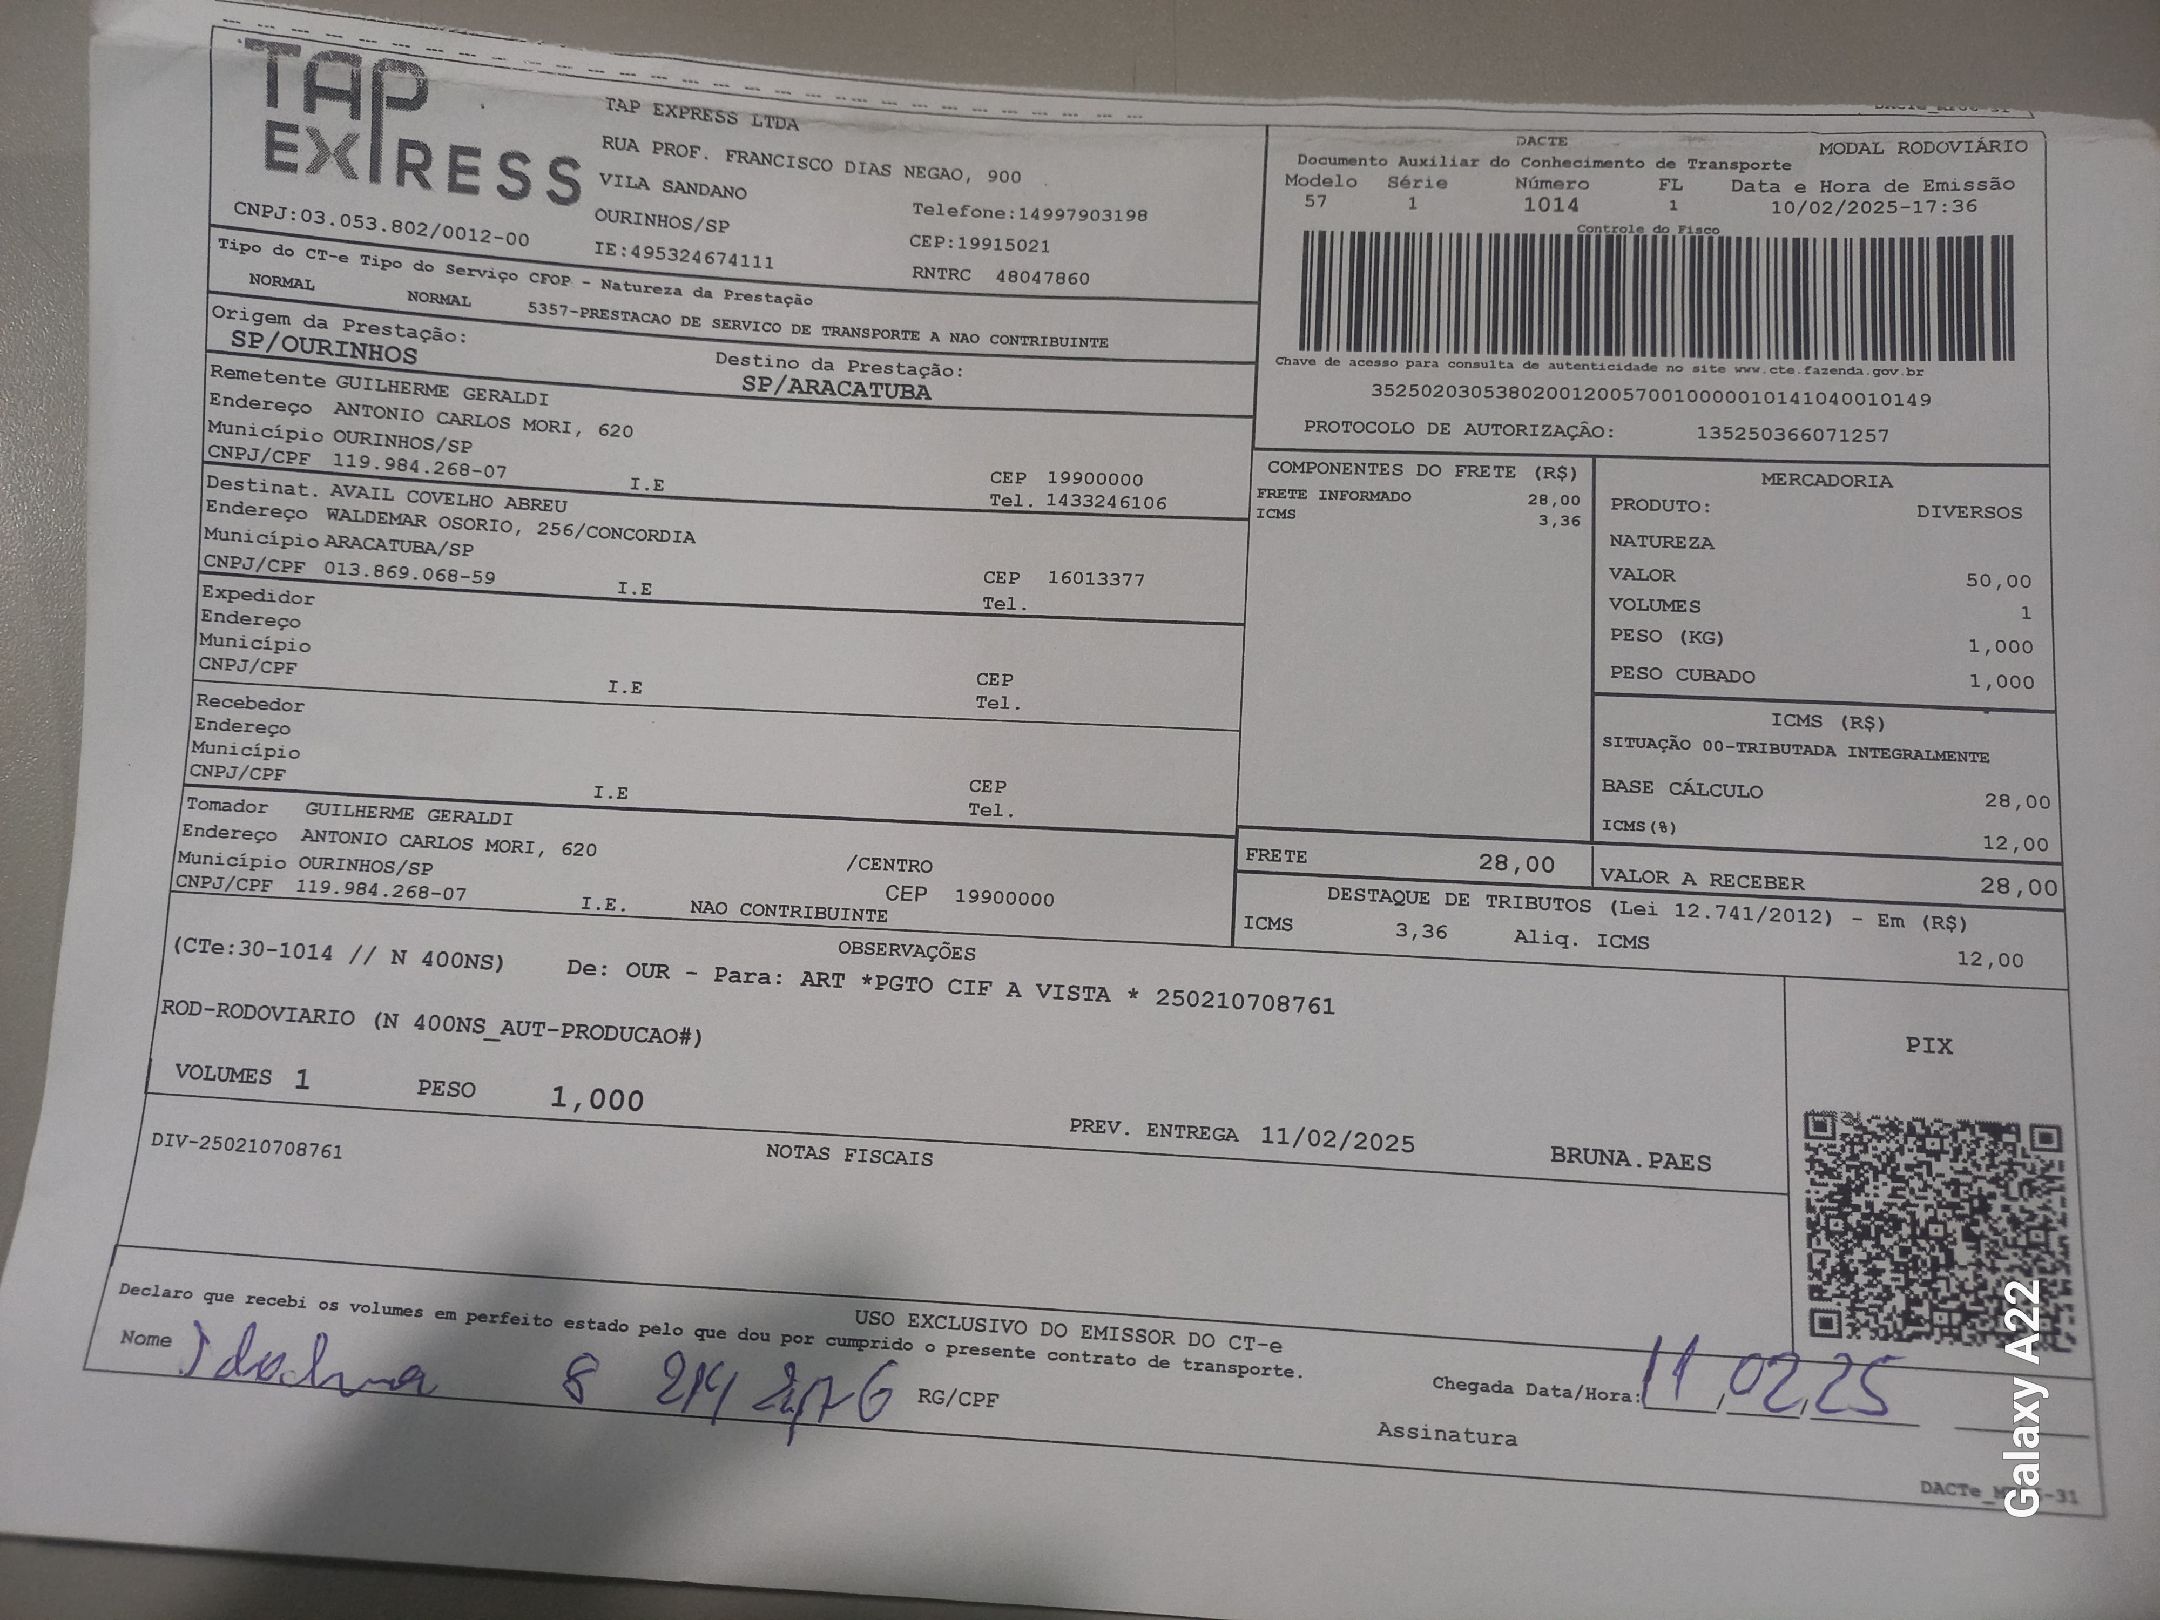 TAP
EXPRESS
CNPJ:03.053.802/0012-00
TAP EXPRESS LTDA
RUA PROF. FRANCISCO DIAS NEGAO, 900
VILA SANDANO
OURINHOS/SP
IE:495324674111
Telefone:14997903198
CEP:19915021
RNTRC 48047860
DACTE
MODAL RODOVIÁRIO
Documento Auxiliar do Conhecimento de Transporte
Modelo Série Número FL Data e Hora de Emissão
57 1 1014 1 10/02/2025-17:36
Controle do Fisco
Chave de acesso para consulta de autenticidade no site www.cte.fazenda.gov.br
35250203053802001200570010000010141040010149
PROTOCOLO DE AUTORIZAÇÃO: 135250366071257
Tipo do CT-e Tipo do Serviço CFOP - Natureza da Prestação
NORMAL NORMAL 5357-PRESTACAO DE SERVICO DE TRANSPORTE A NAO CONTRIBUINTE
Origem da Prestação: Destino da Prestação:
SP/OURINHOS SP/ARACATUBA
Remetente GUILHERME GERALDI
Endereço ANTONIO CARLOS MORI, 620
Município OURINHOS/SP CEP 19900000
CNPJ/CPF 119.984.268-07 I.E Tel. 1433246106
Destinat. AVAIL COVELHO ABREU
Endereço WALDEMAR OSORIO, 256/CONCORDIA
Município ARACATUBA/SP CEP 16013377
CNPJ/CPF 013.869.068-59 I.E Tel.
Expedidor
Endereço
Município CEP
CNPJ/CPF I.E Tel.
Recebedor
Endereço
Município CEP
CNPJ/CPF I.E Tel.
Tomador GUILHERME GERALDI
Endereço ANTONIO CARLOS MORI, 620 /CENTRO
Município OURINHOS/SP CEP 19900000
CNPJ/CPF 119.984.268-07 I.E. NAO CONTRIBUINTE
COMPONENTES DO FRETE (R$)
FRETE INFORMADO 28,00
ICMS 3,36
MERCADORIA
PRODUTO: DIVERSOS
NATUREZA
VALOR 50,00
VOLUMES 1
PESO (KG) 1,000
PESO CUBADO 1,000
ICMS (R$)
SITUAÇÃO 00-TRIBUTADA INTEGRALMENTE
BASE CÁLCULO 28,00
ICMS(%) 12,00
FRETE 28,00 VALOR A RECEBER 28,00
DESTAQUE DE TRIBUTOS (Lei 12.741/2012) - Em (R$)
ICMS 3,36 Aliq. ICMS 12,00
OBSERVAÇÕES
(CTe:30-1014 // N 400NS) De: OUR - Para: ART *PGTO CIF A VISTA * 250210708761
ROD-RODOVIARIO (N 400NS_AUT-PRODUCAO#)
VOLUMES 1 PESO 1,000 PREV. ENTREGA 11/02/2025 BRUNA.PAES
PIX
NOTAS FISCAIS
DIV-250210708761
USO EXCLUSIVO DO EMISSOR DO CT-e
Declaro que recebi os volumes em perfeito estado pelo que dou por cumprido o presente contrato de transporte.
Nome RG/CPF Chegada Data/Hora: 11,02,25
Assinatura
Galaxy A22